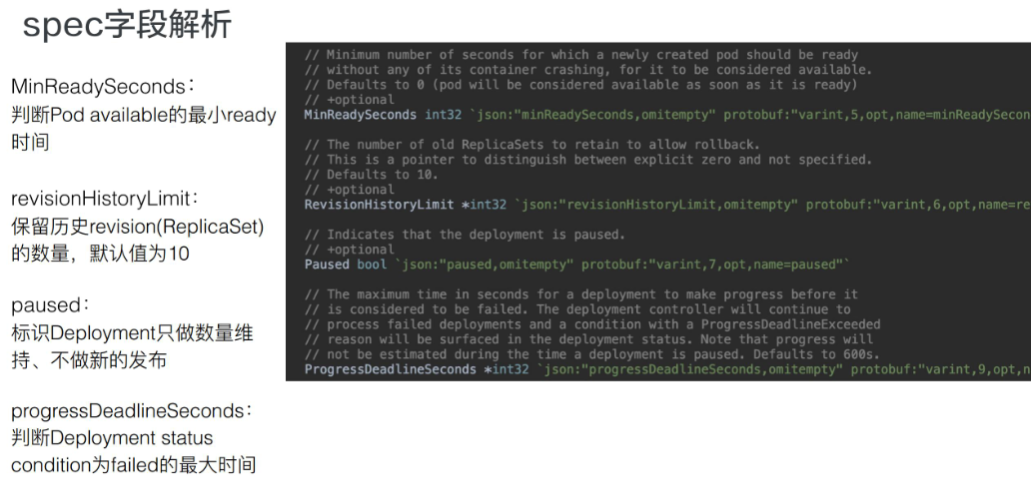 spec字段解析
MinReadySeconds：
判断Pod available的最小ready
时间
revisionHistoryLimit：
保留历史revision(ReplicaSet)
的数量，默认值为10
paused：
标识Deployment只做数量维
持、不做新的发布
progressDeadlineSeconds：
判断Deployment status
condition为failed的最大时间
// Minimum number of seconds for which a newly created pod should be ready
// without any of its container crashing, for it to be considered available.
// Defaults to 0 (pod will be considered available as soon as it is ready)
// +optional
MinReadySeconds int32 `json:"minReadySeconds,omitempty" protobuf:"varint,5,opt,name=minReadySecon
// The number of old ReplicaSets to retain to allow rollback.
// This is a pointer to distinguish between explicit zero and not specified.
// Defaults to 10.
// +optional
RevisionHistoryLimit *int32 `json:"revisionHistoryLimit,omitempty" protobuf:"varint,6,opt,name=re
// Indicates that the deployment is paused.
// +optional
Paused bool `json:"paused,omitempty" protobuf:"varint,7,opt,name=paused"`
// The maximum time in seconds for a deployment to make progress before it
// is considered to be failed. The deployment controller will continue to
// process failed deployments and a condition with a ProgressDeadlineExceeded
// reason will be surfaced in the deployment status. Note that progress will
// not be estimated during the time a deployment is paused. Defaults to 600s.
ProgressDeadlineSeconds *int32 `json:"progressDeadlineSeconds,omitempty" protobuf:"varint,9,opt,n